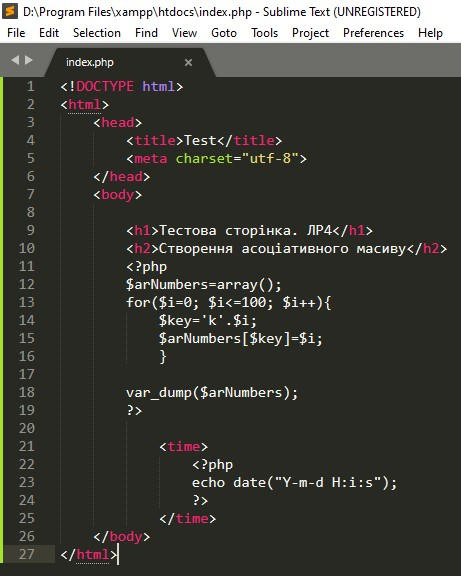 D:\Program Files\xampp\htdocs\index.php - Sublime Text (UNREGISTERED)
File Edit Selection Find View Goto Tools Project Preferences Help
index.php ×
1 <!DOCTYPE html>
2 <html>
3 <head>
4 <title>Test</title>
5 <meta charset="utf-8">
6 </head>
7 <body>
8
9 <h1>Тестова сторінка. ЛР4</h1>
10 <h2>Створення асоціативного масиву</h2>
11 <?php
12 $arNumbers=array();
13 for($i=0; $i<=100; $i++){
14 $key='k'.$i;
15 $arNumbers[$key]=$i;
16 }
17
18 var_dump($arNumbers);
19 ?>
20
21 <time>
22 <?php
23 echo date("Y-m-d H:i:s");
24 ?>
25 </time>
26 </body>
27 </html>